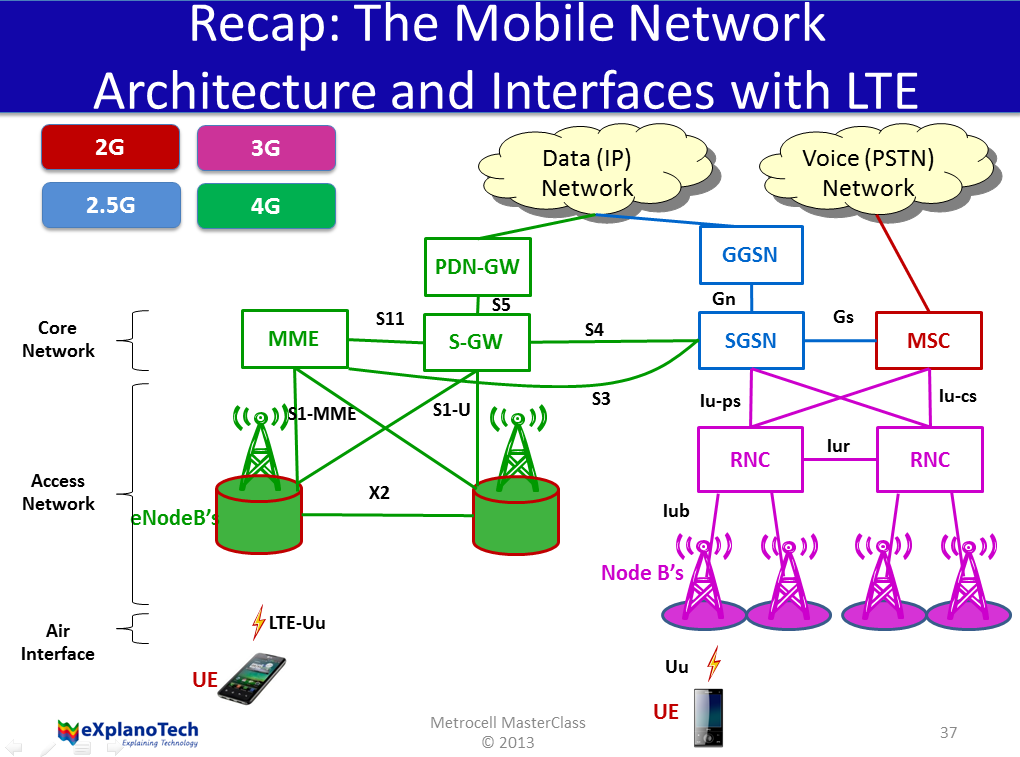 Recap: The Mobile Network
Architecture and Interfaces with LTE
2G
3G
2.5G
4G
Data (IP)
Network
Voice (PSTN)
Network
PDN-GW
GGSN
S5
Gn
Core
Network
MME
S11
S-GW
S4
SGSN
Gs
MSC
S3
S1-MME
S1-U
Iu-ps
Iu-cs
RNC
Iur
RNC
Access
Network
X2
eNodeB's
Iub
Node B's
Air
Interface
LTE-Uu
UE
Uu
UE
eXplanoTech
Explaining Technology
Metrocell MasterClass
© 2013
37